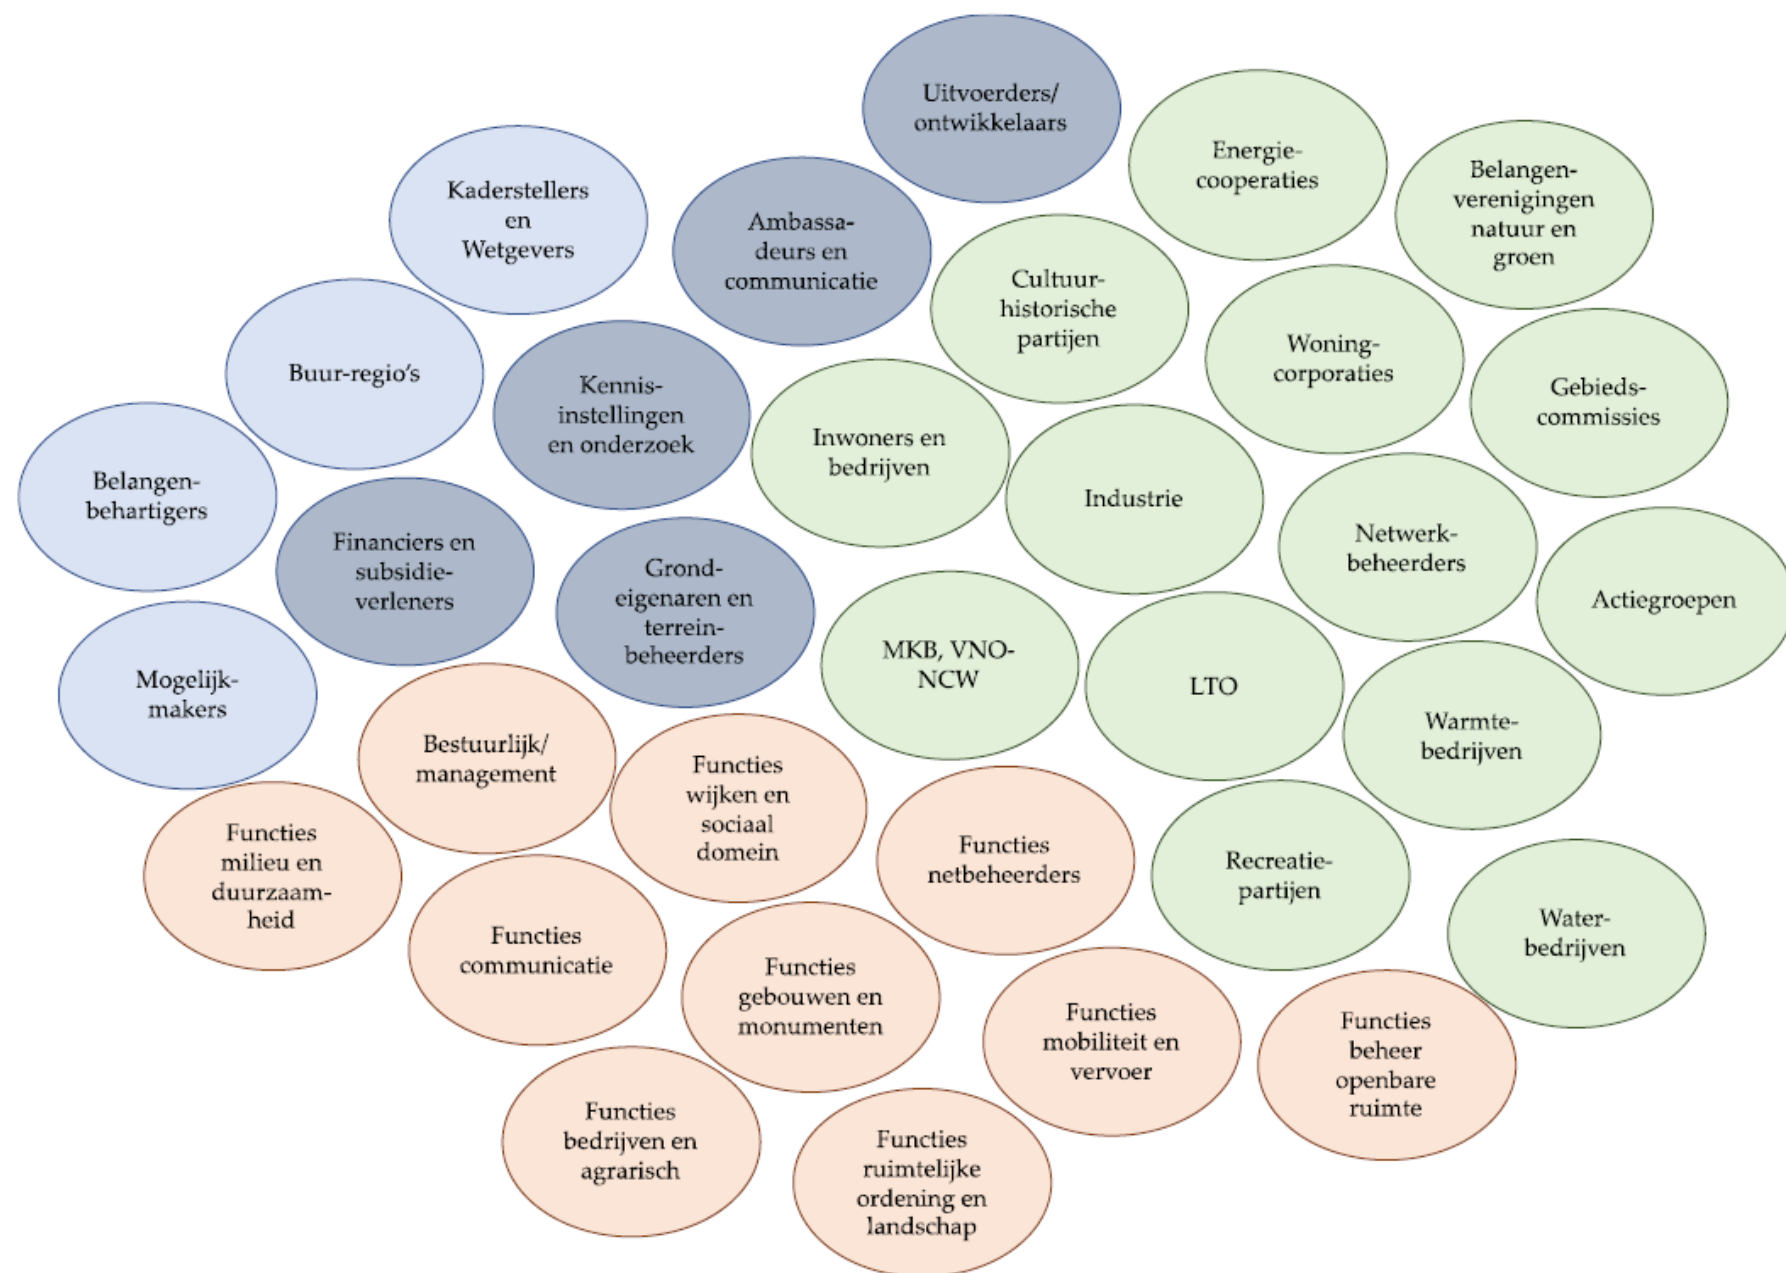 Uitvoerders/
ontwikkelaars
Energie-
cooperaties
Belangen-
verenigingen
natuur en
groen
Kaderstellers
en
Wetgevers
Ambassa-
deurs en
communicatie
Cultuur-
historische
partijen
Woning-
corporaties
Gebieds-
commissies
Buur-regio's
Kennis-
instellingen
en onderzoek
Inwoners en
bedrijven
Industrie
Netwerk-
beheerders
Belangen-
behartigers
Financiers en
subsidie-
verleners
Grond-
eigenaren en
terrein-
beheerders
Actiegroepen
MKB, VNO-
NCW
LTO
Warmte-
bedrijven
Mogelijk-
makers
Bestuurlijk/
management
Functies
wijken en
sociaal
domein
Functies
netbeheerders
Recreatie-
partijen
Water-
bedrijven
Functies
milieu en
duurzaam-
heid
Functies
communicatie
Functies
gebouwen en
monumenten
Functies
mobiliteit en
vervoer
Functies
beheer
openbare
ruimte
Functies
bedrijven en
agrarisch
Functies
ruimtelijke
ordening en
landschap